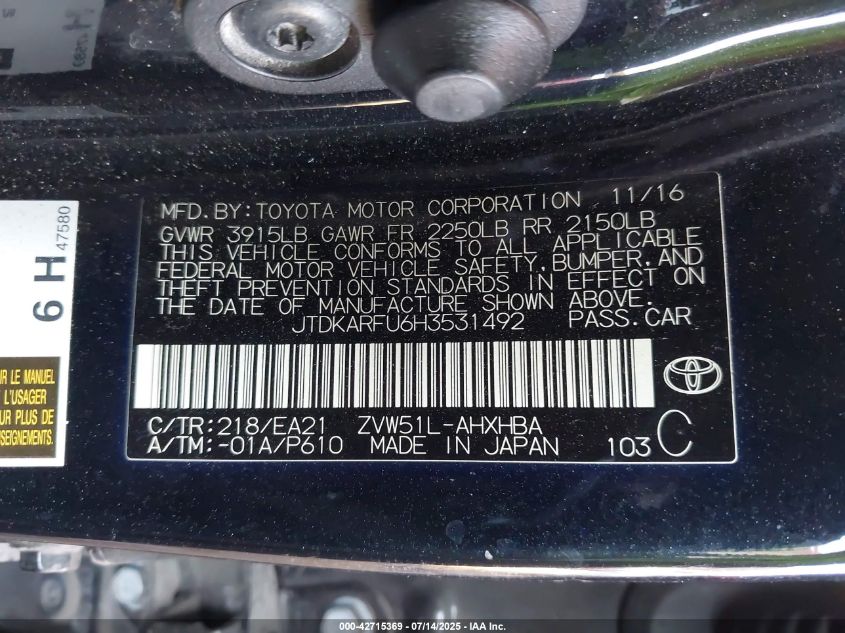 MFD. BY: TOYOTA MOTOR CORPORATION 11/16
GVWR 3915LB GAWR FR 2250LB RR 2150LB
THIS VEHICLE CONFORMS TO ALL APPLICABLE
FEDERAL MOTOR VEHICLE SAFETY, BUMPER, AND
THEFT PREVENTION STANDARDS IN EFFECT ON
THE DATE OF MANUFACTURE SHOWN ABOVE.
JTDKARFU6H3531492 PASS. CAR
C/TR: 218/EA21 ZVW51L-AHXHBA
A/TM: -01A/P610 MADE IN JAPAN 103 C
6 H
47580
IR LE MANUEL
L'USAGER
UR PLUS DE
SEIGNEMENTS.
000-42715369 - 07/14/2025 - IAA Inc.